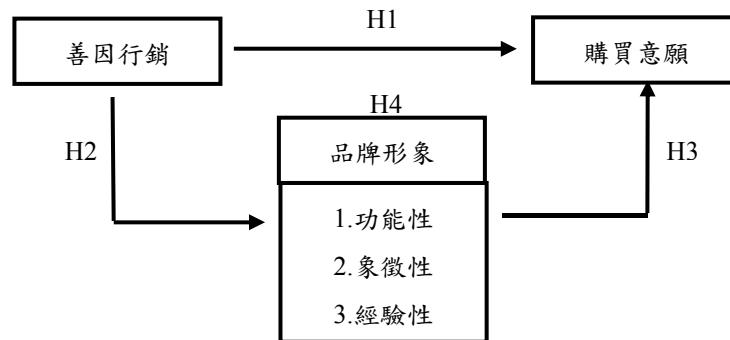 H1
善因行銷
購買意願
H4
H2
品牌形象
H3
1.功能性
2.象徵性
3.經驗性